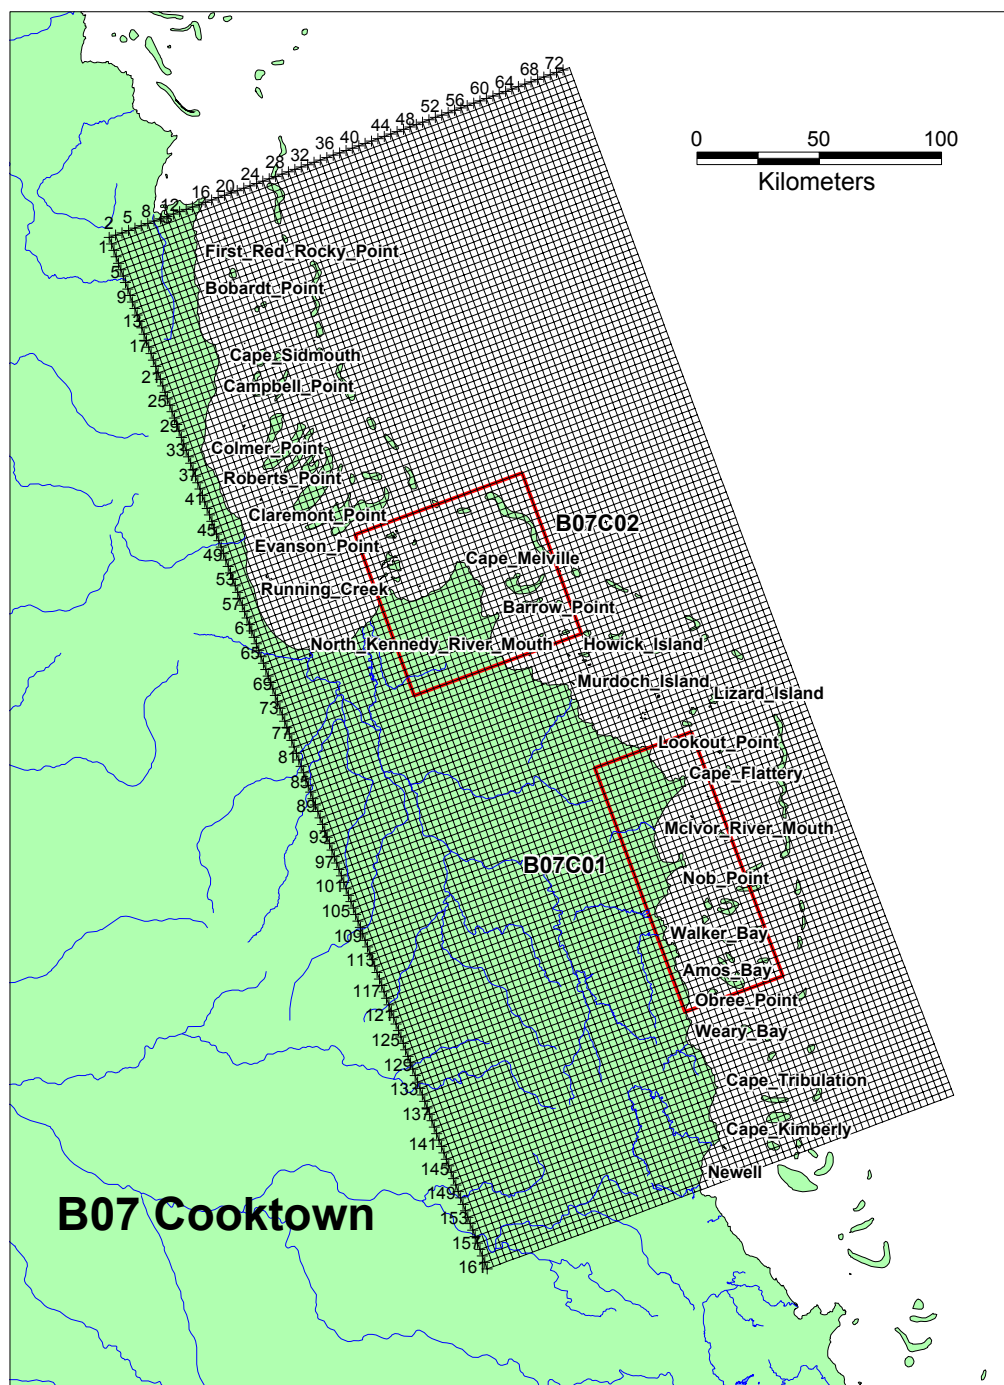 72
68
64
60
56
52
48
44
40
36
32
28
24
20
16
12
8
5
2
0 50 100
Kilometers
1
5
9
13
17
21
25
29
33
37
41
45
49
53
57
61
65
69
73
77
81
85
89
93
97
101
105
109
113
117
121
125
129
133
137
141
145
149
153
157
161
First_Red_Rocky_Point
Bobardt_Point
Cape_Sidmouth
Campbell_Point
Colmer_Point
Roberts_Point
Claremont_Point
B07C02
Evanson_Point
Cape_Melville
Running_Creek
Barrow_Point
North_Kennedy_River_Mouth
Howick_Island
Murdoch_Island
Lizard_Island
Lookout_Point
Cape_Flattery
McIvor_River_Mouth
B07C01
Nob_Point
Walker_Bay
Amos_Bay
Obree_Point
Weary_Bay
Cape_Tribulation
Cape_Kimberly
Newell
B07 Cooktown